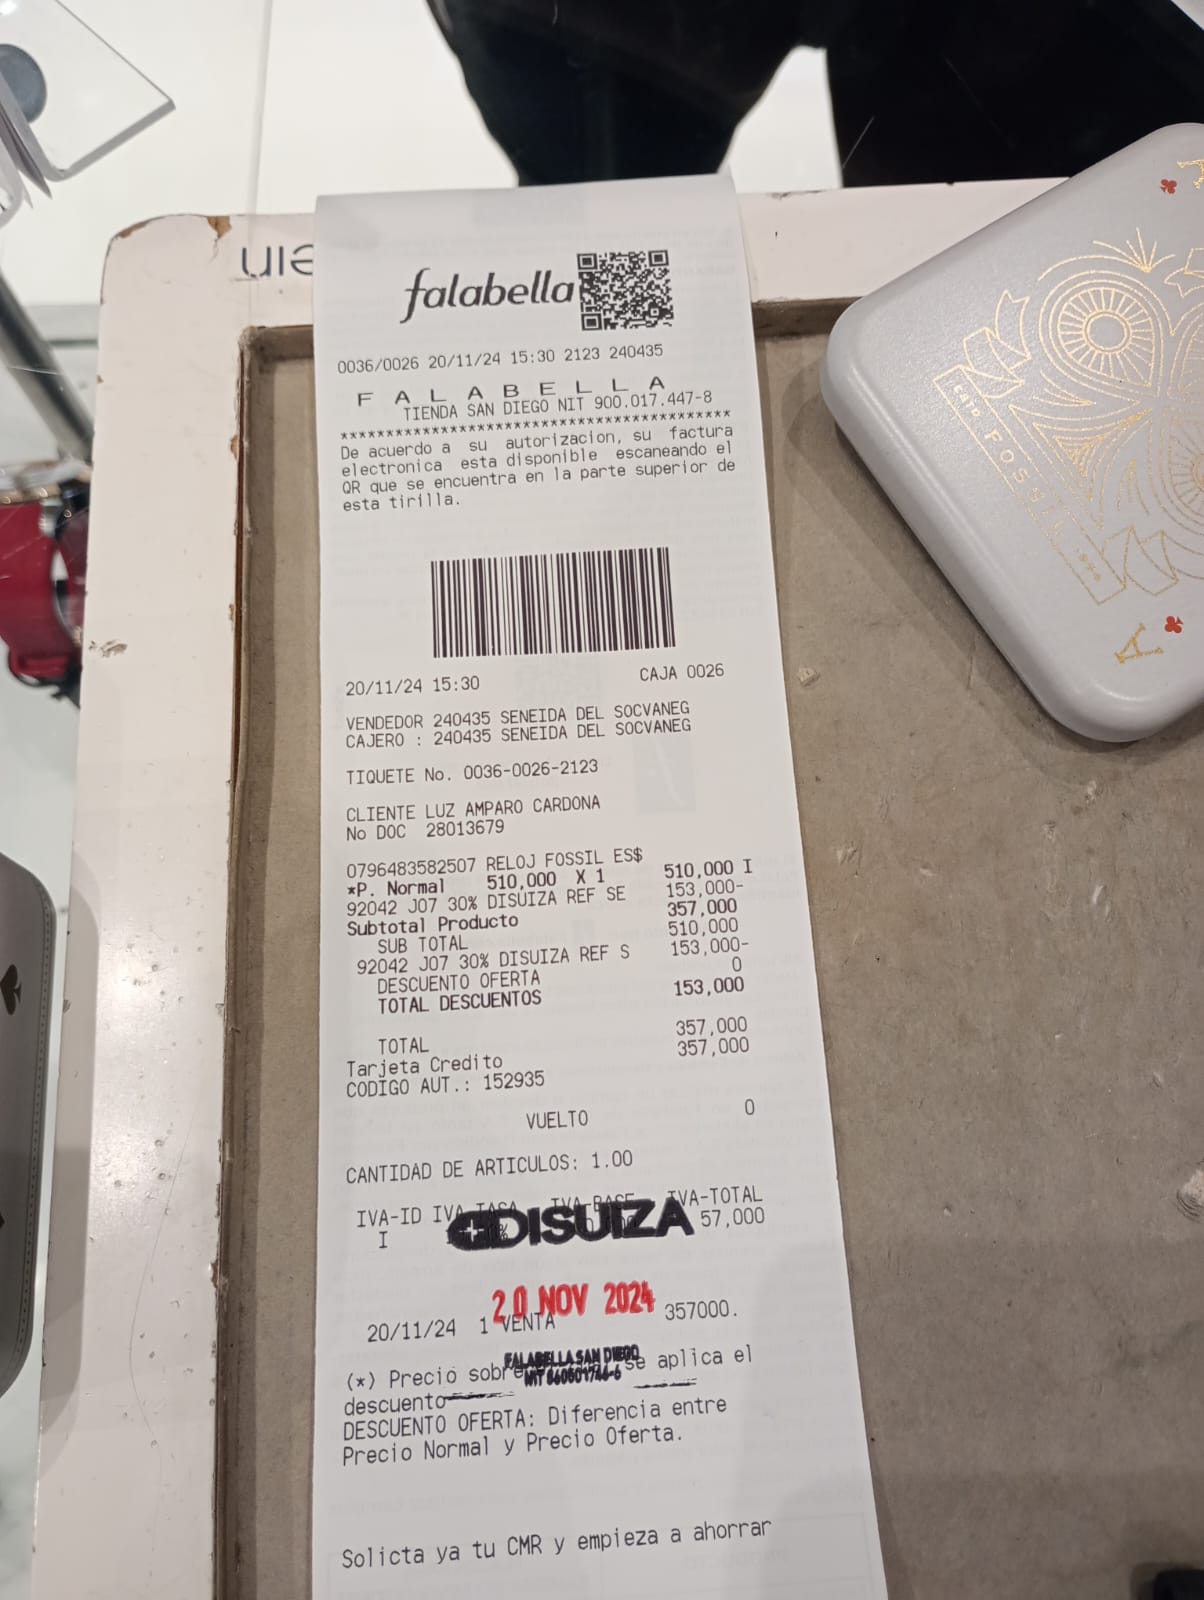 falabella
0036/0026 20/11/24 15:30 2123 240435
F A L A B E L L A
TIENDA SAN DIEGO NIT 900.017.447-8
*******************************************
De acuerdo a su autorizacion, su factura
electronica esta disponible escaneando el
QR que se encuentra en la parte superior de
esta tirilla.
20/11/24 15:30 CAJA 0026
VENDEDOR 240435 SENEIDA DEL SOCVANEG
CAJERO : 240435 SENEIDA DEL SOCVANEG
TIQUETE No. 0036-0026-2123
CLIENTE LUZ AMPARO CARDONA
No DOC 28013679
0796483582507 RELOJ FOSSIL ES$
*P. Normal 510,000 X 1 510,000 I
92042 J07 30% DISUIZA REF SE 153,000-
Subtotal Producto 357,000
SUB TOTAL 510,000
92042 J07 30% DISUIZA REF S 153,000-
DESCUENTO OFERTA 0
TOTAL DESCUENTOS 153,000
TOTAL 357,000
Tarjeta Credito 357,000
CODIGO AUT.: 152935
VUELTO 0
CANTIDAD DE ARTICULOS: 1.00
IVA-ID IVA-TASA IVA-BASE IVA-TOTAL
I 57,000
DISUIZA
20 NOV 2024
20/11/24 1 VENTA 357000.
FALABELLA SAN DIEGO
NIT
(*) Precio sobre se aplica el
descuento
DESCUENTO OFERTA: Diferencia entre
Precio Normal y Precio Oferta.
Solicta ya tu CMR y empieza a ahorrar
A
FOSSIL
A